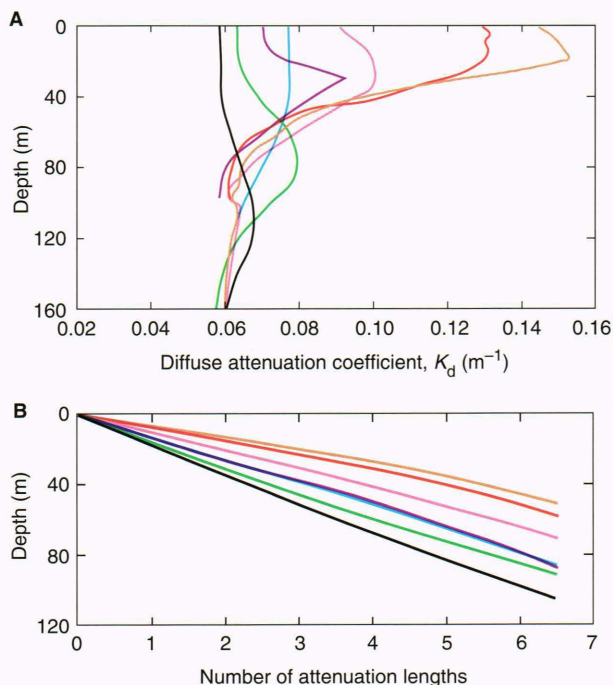 A
0
40
80
120
160
Depth (m)
0.02 0.04 0.06 0.08 0.10 0.12 0.14 0.16
Diffuse attenuation coefficient, K_d (m⁻¹)
B
0
40
80
120
Depth (m)
0 1 2 3 4 5 6 7
Number of attenuation lengths